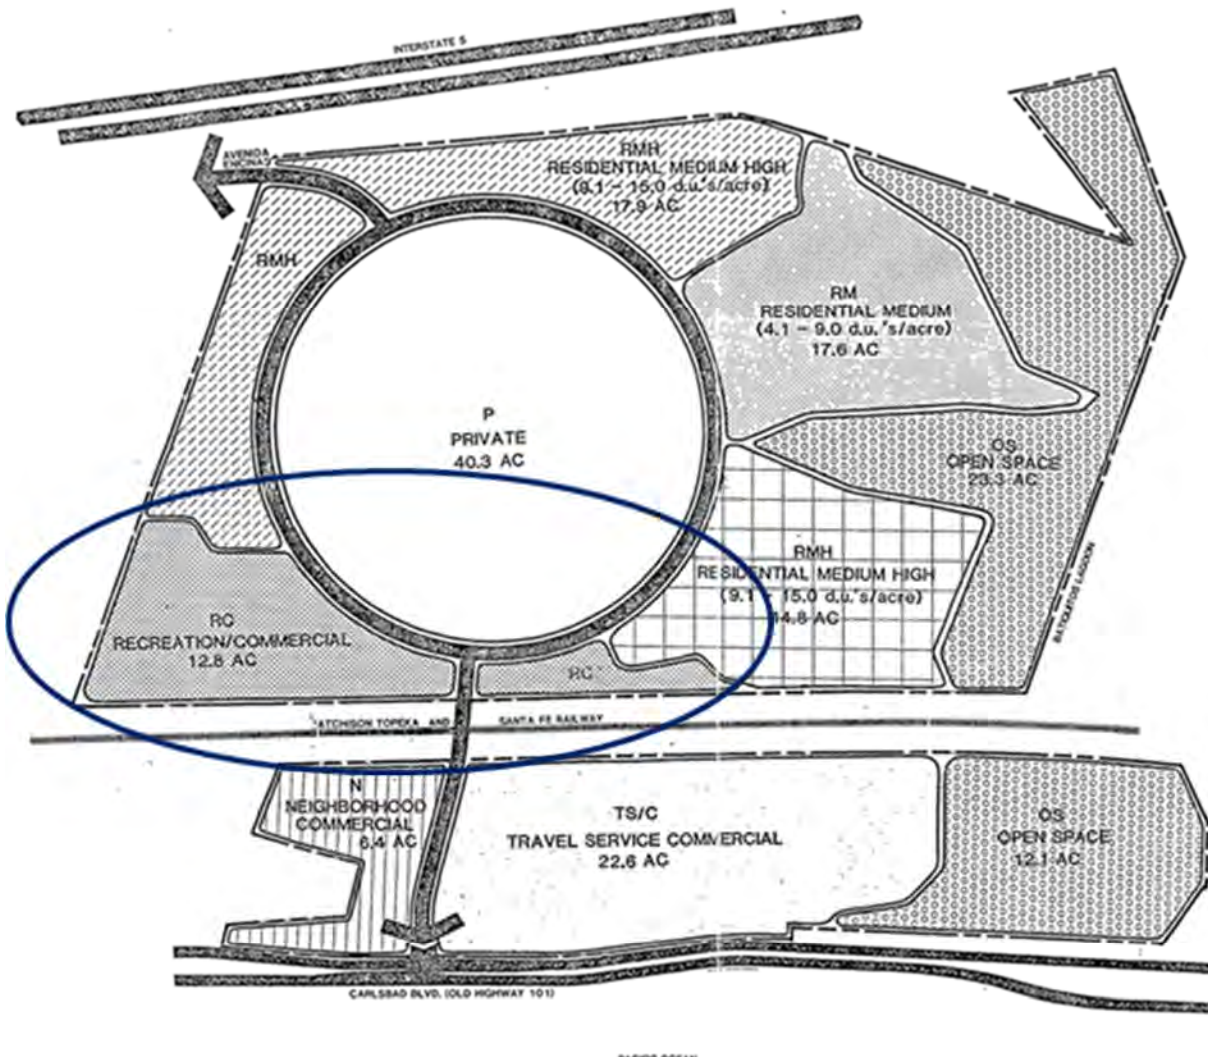 INTERSTATE 5
AVENIDA
ENCINAS
RMH
RESIDENTIAL MEDIUM HIGH
(9.1 - 15.0 d.u.'s/acre)
17.9 AC
RMH
RM
RESIDENTIAL MEDIUM
(4.1 - 9.0 d.u.'s/acre)
17.6 AC
P
PRIVATE
40.3 AC
OS
OPEN SPACE
23.3 AC
RMH
RESIDENTIAL MEDIUM HIGH
(9.1 - 15.0 d.u.'s/acre)
14.8 AC
BATIQUITOS LAGOON
RC
RECREATION/COMMERCIAL
12.8 AC
RC
ATCHISON TOPEKA AND SANTA FE RAILWAY
N
NEIGHBORHOOD
COMMERCIAL
6.4 AC
TS/C
TRAVEL SERVICE COMMERCIAL
22.6 AC
OS
OPEN SPACE
12.1 AC
CARLSBAD BLVD. (OLD HIGHWAY 101)